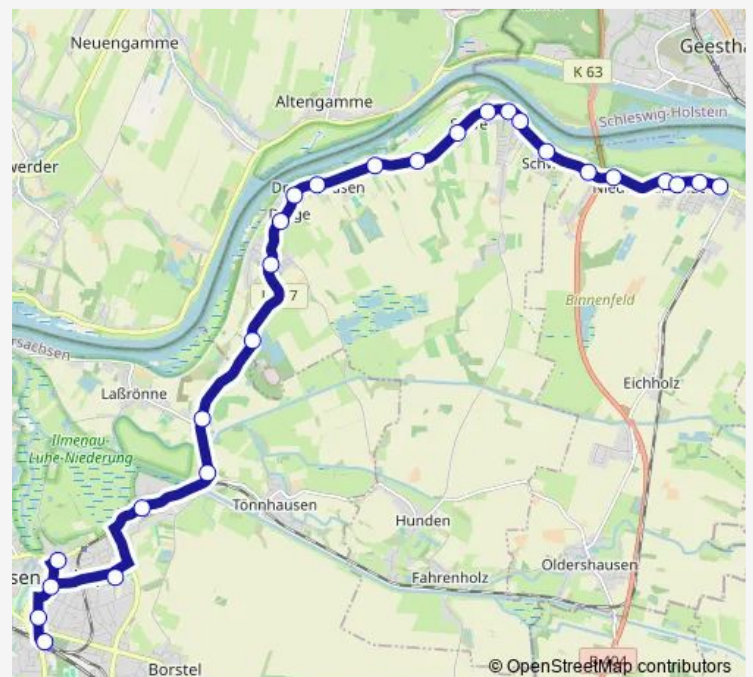 Neuengamme
Geestha
K 63
Altengamme
Schleswig-Holstein
werder
Binnenfeld
ersachsen
Eichholz
Laßrönne
Ilmenau-
Luhe-Niederung
Tönnhausen
Hunden
Oldershausen
sen
Fahrenholz
Borstel
© OpenStreetMap contributors